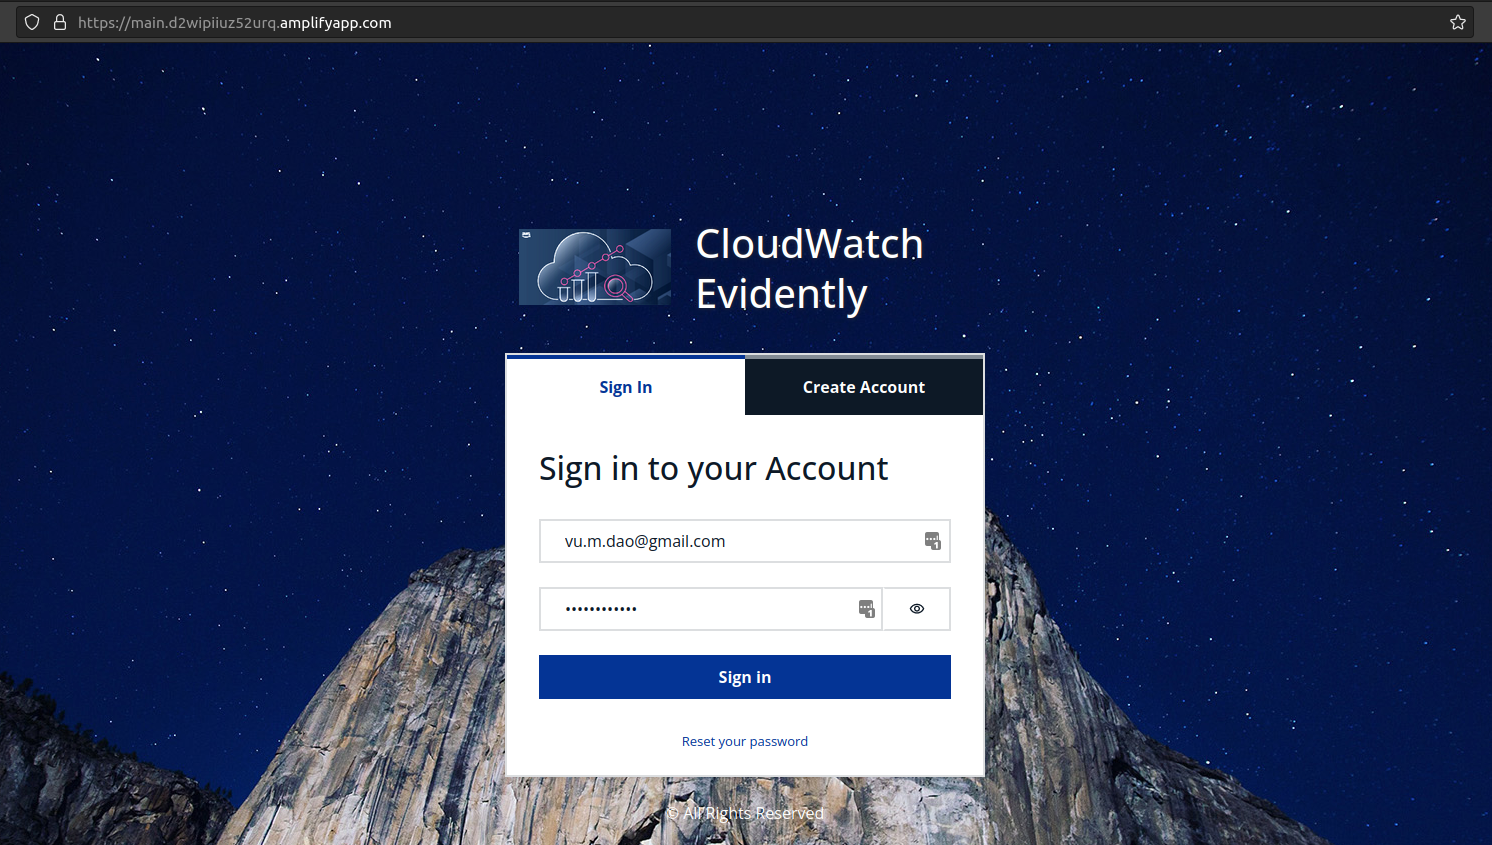 https://main.d2wipiiuz52urq.amplifyapp.com
CloudWatch
Evidently
Sign In
Create Account
Sign in to your Account
vu.m.dao@gmail.com
••••••••••••
Sign in
Reset your password
© All Rights Reserved